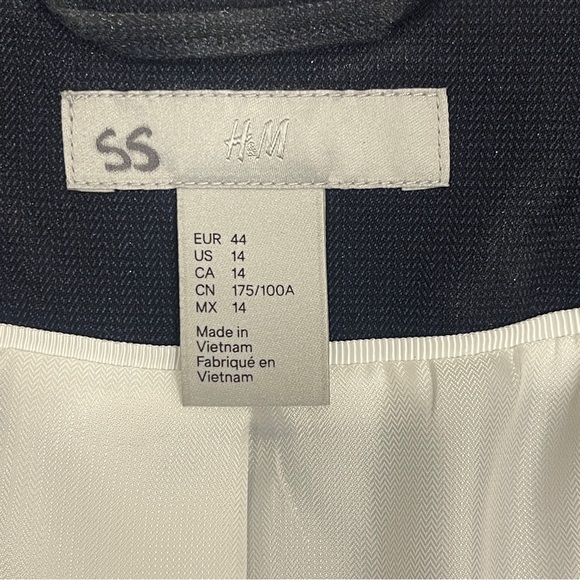 SS H&M
EUR 44
US 14
CA 14
CN 175/100A
MX 14
Made in
Vietnam
Fabriqué en
Vietnam